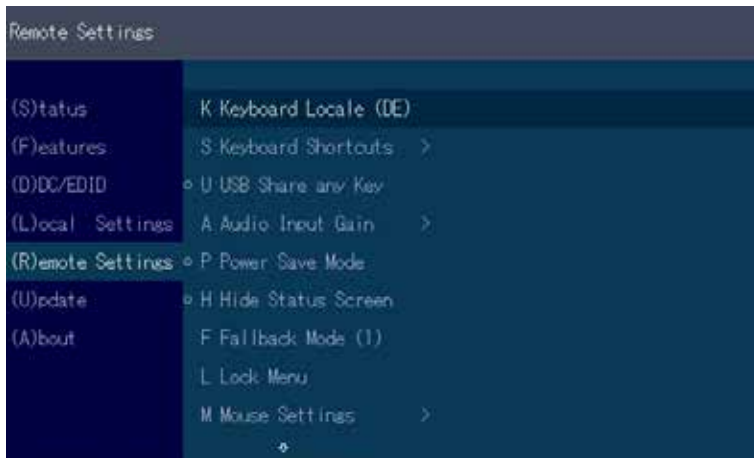 Remote Settings
(S)tatus
(F)eatures
(D)DC/EDID
(L)ocal Settings
(R)emote Settings
(U)pdate
(A)bout
K Keyboard Locale (DE)
S Keyboard Shortcuts >
U USB Share any Key
A Audio Input Gain >
P Power Save Mode
H Hide Status Screen
F Fallback Mode (1)
L Lock Menu
M Mouse Settings >